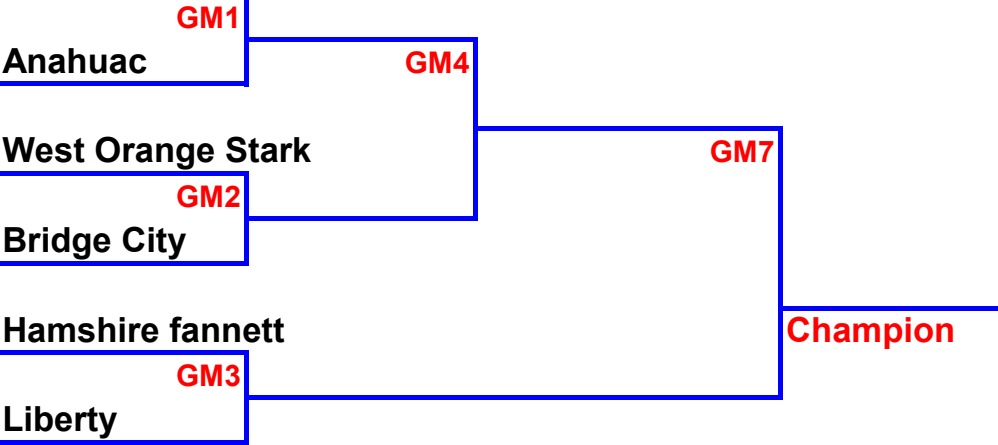 GM1
Anahuac
GM4
West Orange Stark
GM7
GM2
Bridge City
Hamshire fannett
Champion
GM3
Liberty